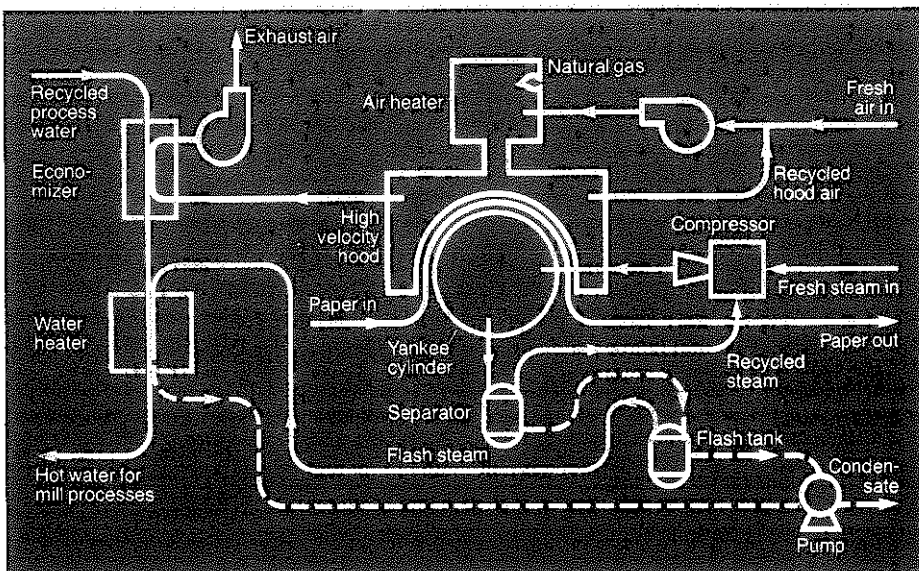 Exhaust air
Natural gas
Recycled
process
water
Air heater
Fresh
air in
Econo-
mizer
Recycled
hood air
High
velocity
hood
Compressor
Fresh steam in
Water
heater
Paper in
Yankee
cylinder
Paper out
Recycled
steam
Separator
Flash steam
Flash tank
Hot water for
mill processes
Conden-
sate
Pump